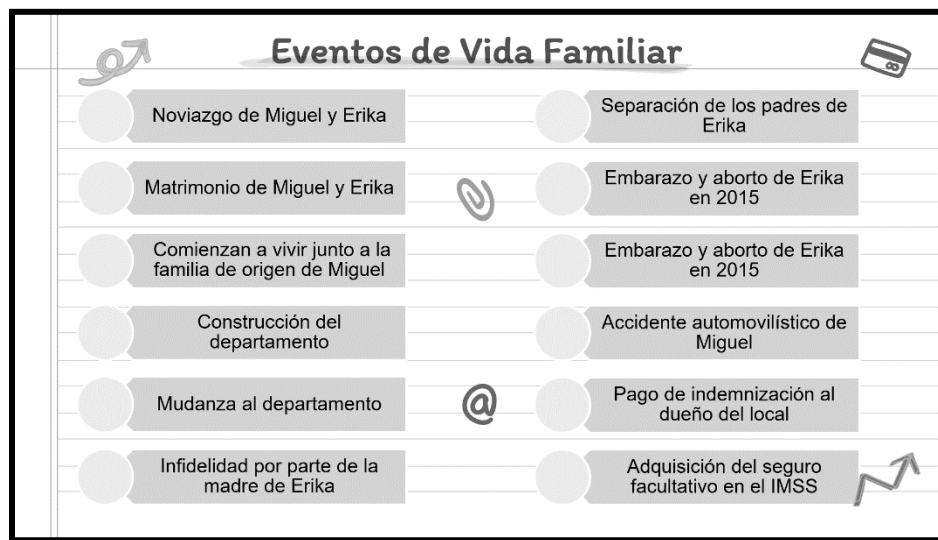 Eventos de Vida Familiar
Noviazgo de Miguel y Erika
Matrimonio de Miguel y Erika
Comienzan a vivir junto a la
familia de origen de Miguel
Construcción del
departamento
Mudanza al departamento
Infidelidad por parte de la
madre de Erika
Separación de los padres de
Erika
Embarazo y aborto de Erika
en 2015
Embarazo y aborto de Erika
en 2015
Accidente automovilístico de
Miguel
Pago de indemnización al
dueño del local
Adquisición del seguro
facultativo en el IMSS
@